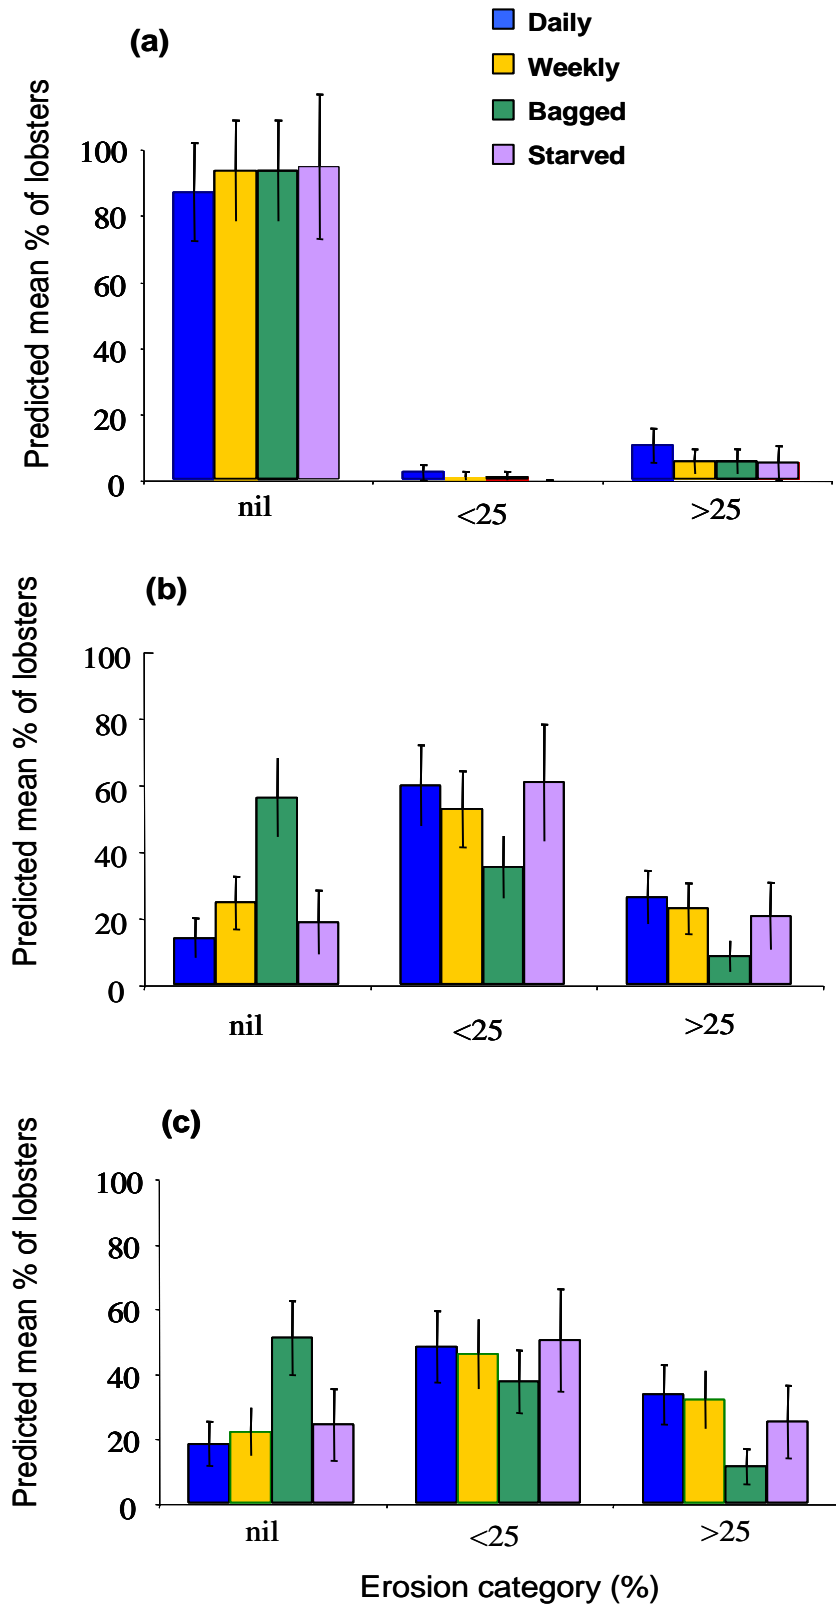 (a)
Daily
Weekly
Bagged
Starved
Predicted mean % of lobsters
100
80
60
40
20
0
nil
<25
>25
(b)
Predicted mean % of lobsters
100
80
60
40
20
0
nil
<25
>25
(c)
Predicted mean % of lobsters
100
80
60
40
20
0
nil
<25
>25
Erosion category (%)